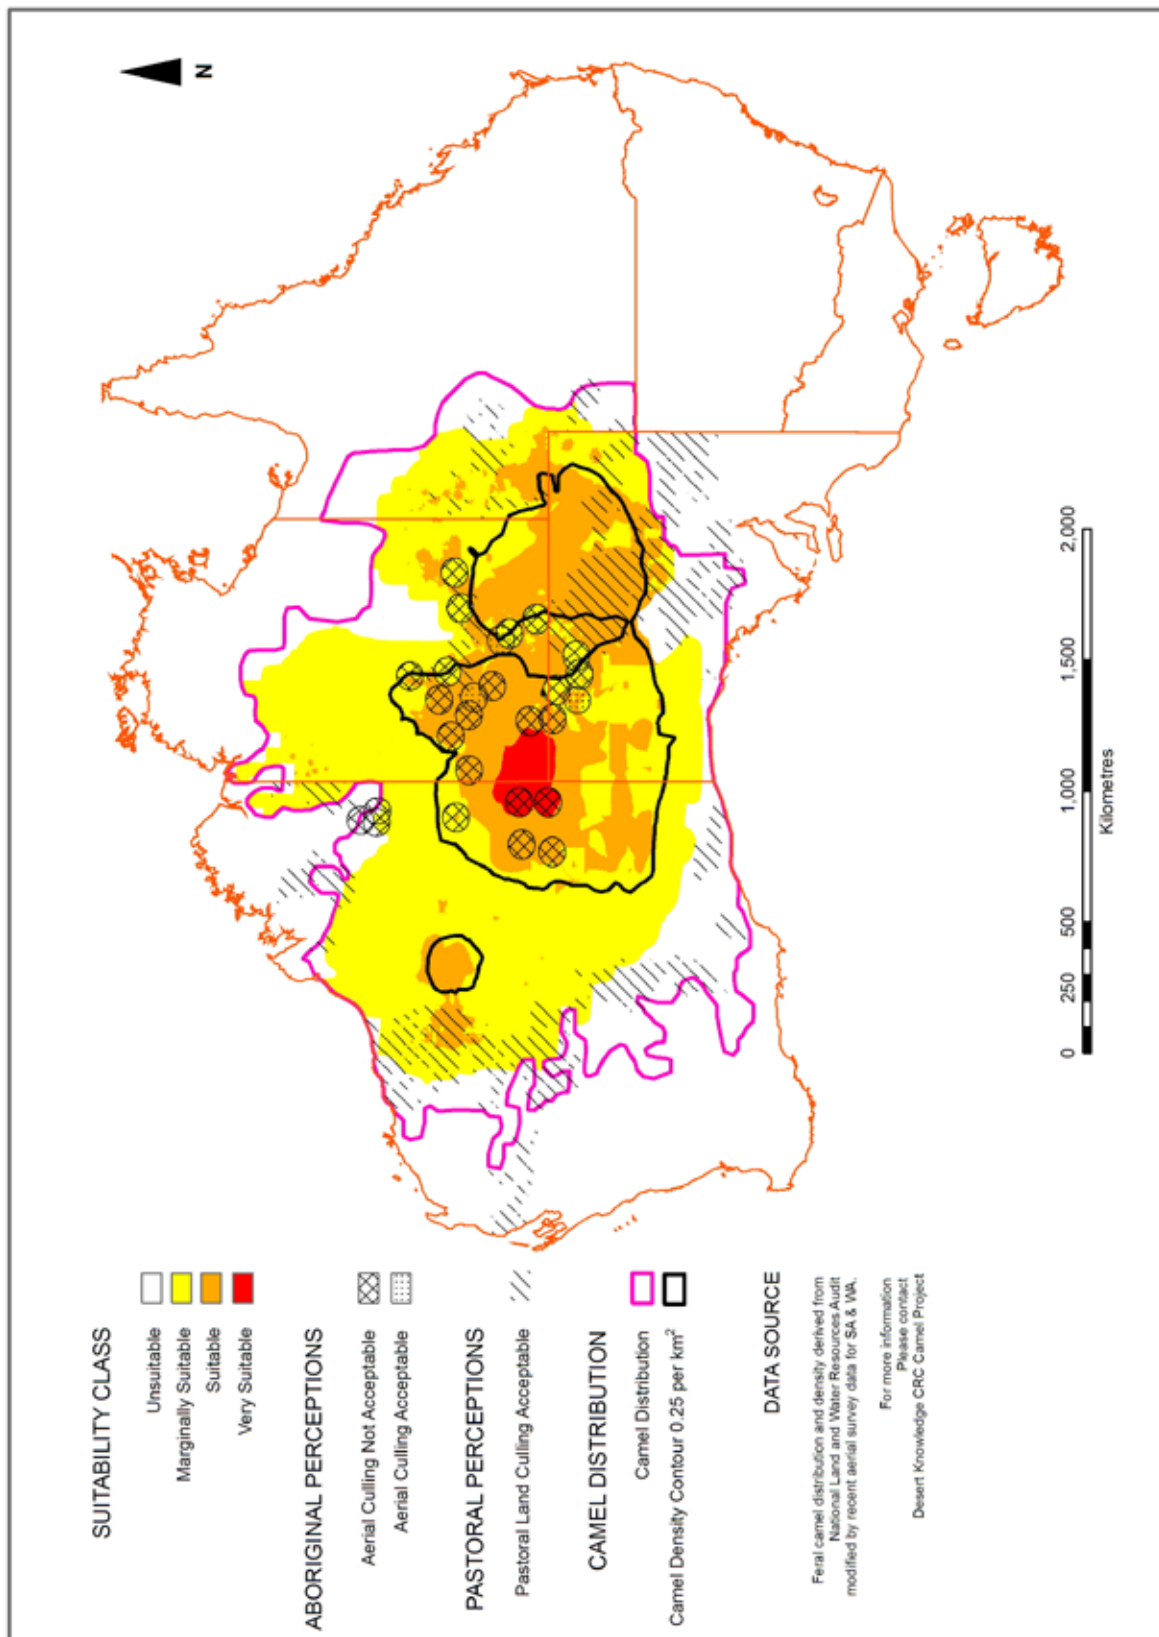 N
SUITABILITY CLASS
Unsuitable
Marginally Suitable
Suitable
Very Suitable
ABORIGINAL PERCEPTIONS
Aerial Culling Not Acceptable
Aerial Culling Acceptable
PASTORAL PERCEPTIONS
Pastoral Land Culling Acceptable
CAMEL DISTRIBUTION
Camel Distribution
Camel Density Contour 0.25 per km²
DATA SOURCE
Feral camel distribution and density derived from
National Land and Water Resources Audit
modified by recent aerial survey data for SA & WA.
For more information
Please contact
Desert Knowledge CRC Camel Project
0 250 500 1,000 1,500 2,000
Kilometres